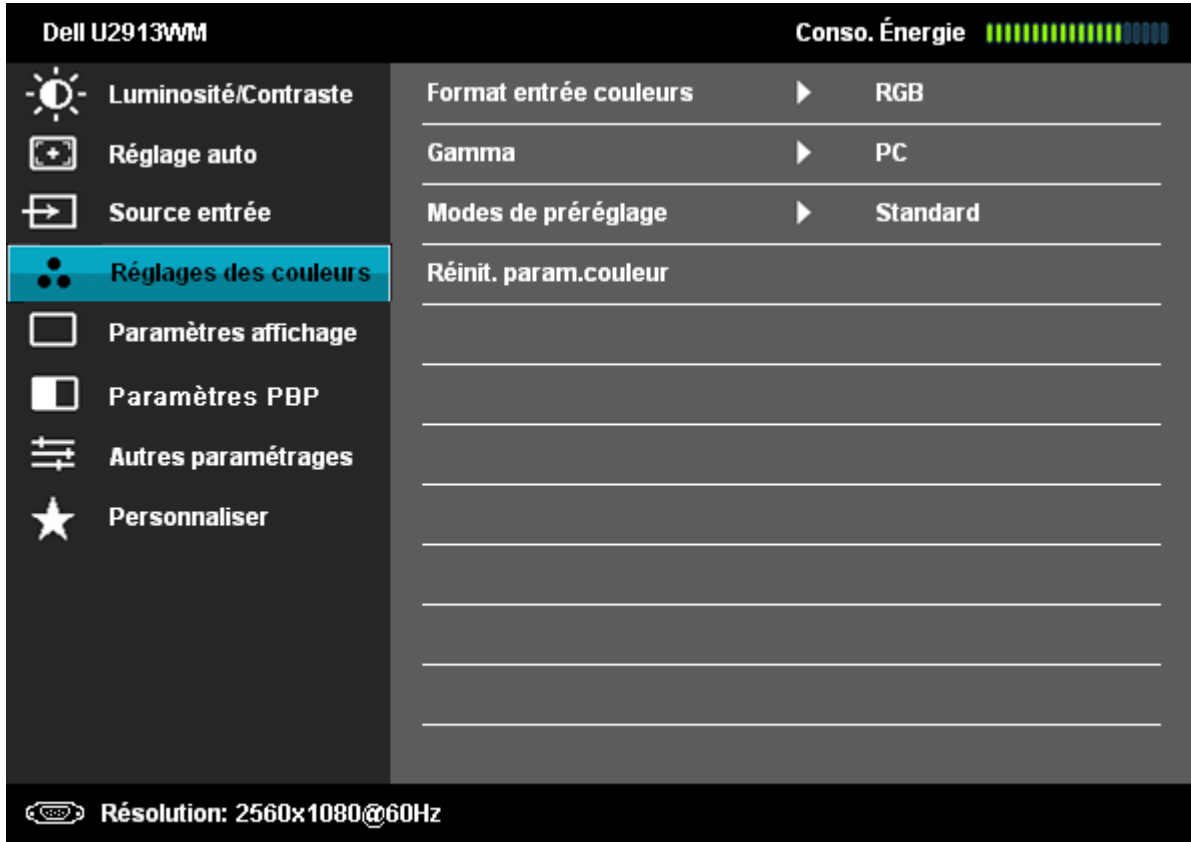 Dell U2913WM Conso. Énergie
Luminosité/Contraste Format entrée couleurs RGB
Réglage auto Gamma PC
Source entrée Modes de préréglage Standard
Réglages des couleurs Réinit. param.couleur
Paramètres affichage
Paramètres PBP
Autres paramétrages
Personnaliser
Résolution: 2560x1080@60Hz